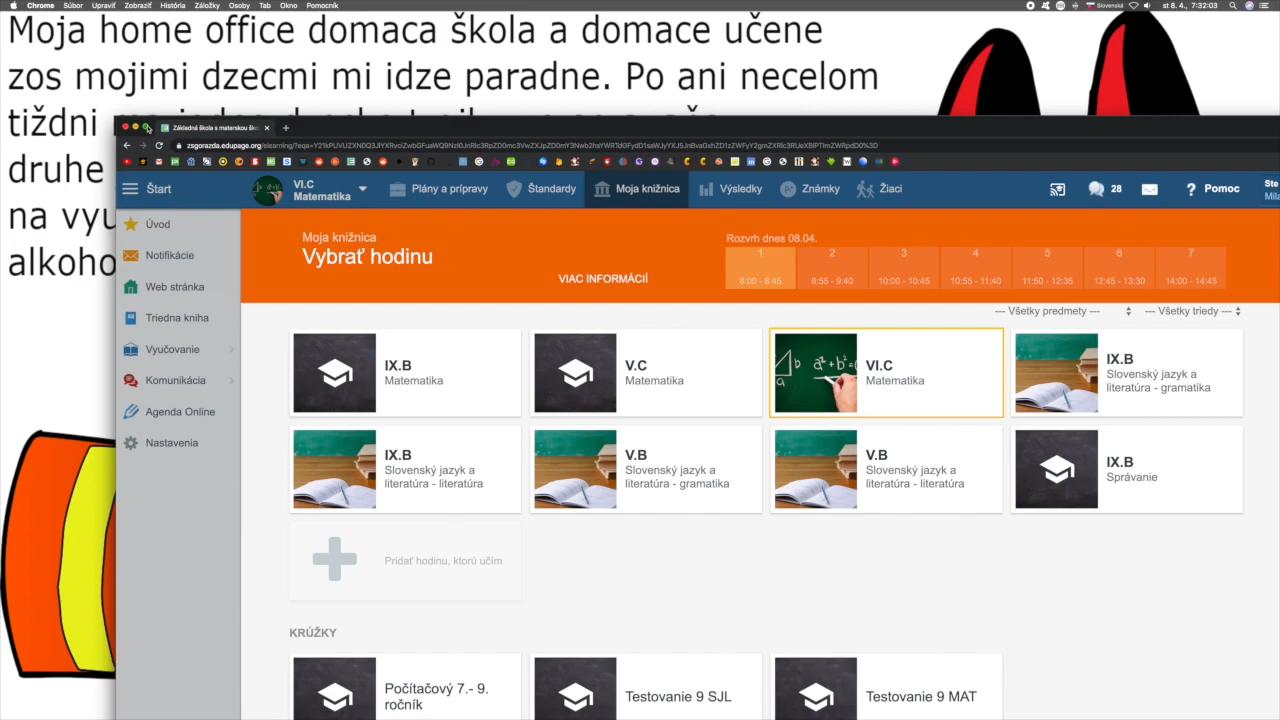 Chrome Súbor Upraviť Zobraziť História Záložky Osoby Tab Okno Pomocník
Slovenská st 8. 4., 7:32:03
Moja home office domaca škola a domace učene
zos mojimi dzecmi mi idze paradne. Po ani necelom
tiždni
druhe
na vyu
alkoho
Základná škola s materskou ško
zsgorazda.edupage.org/elearning/
Štart
VI.C
Matematika
Plány a prípravy
Štandardy
Moja knižnica
Výsledky
Známky
Žiaci
28
Pomoc
Ste
Mila
Úvod
Notifikácie
Web stránka
Triedna kniha
Vyučovanie
Komunikácia
Agenda Online
Nastavenia
Moja knižnica
Vybrať hodinu
VIAC INFORMÁCIÍ
Rozvrh dnes 08.04.
1 2 3 4 5 6 7
8:00 - 8:45 8:55 - 9:40 10:00 - 10:45 10:55 - 11:40 11:50 - 12:35 12:45 - 13:30 14:00 - 14:45
--- Všetky predmety --- --- Všetky triedy ---
IX.B
Matematika
V.C
Matematika
VI.C
Matematika
IX.B
Slovenský jazyk a
literatúra - gramatika
IX.B
Slovenský jazyk a
literatúra - literatúra
V.B
Slovenský jazyk a
literatúra - gramatika
V.B
Slovenský jazyk a
literatúra - literatúra
IX.B
Správanie
Pridať hodinu, ktorú učím
KRÚŽKY
Počítačový 7.- 9.
ročník
Testovanie 9 SJL
Testovanie 9 MAT